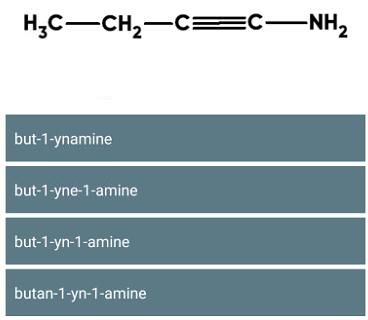 H₃C—CH₂—C≡C—NH₂
but-1-ynamine
but-1-yne-1-amine
but-1-yn-1-amine
butan-1-yn-1-amine